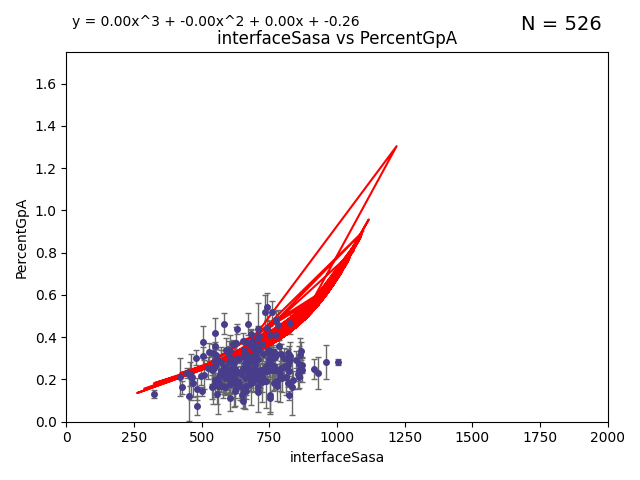 y = 0.00x^3 + -0.00x^2 + 0.00x + -0.26
N = 526
interfaceSasa vs PercentGpA
1.6
1.4
1.2
1.0
0.8
0.6
0.4
0.2
0.0
PercentGpA
0 250 500 750 1000 1250 1500 1750 2000
interfaceSasa